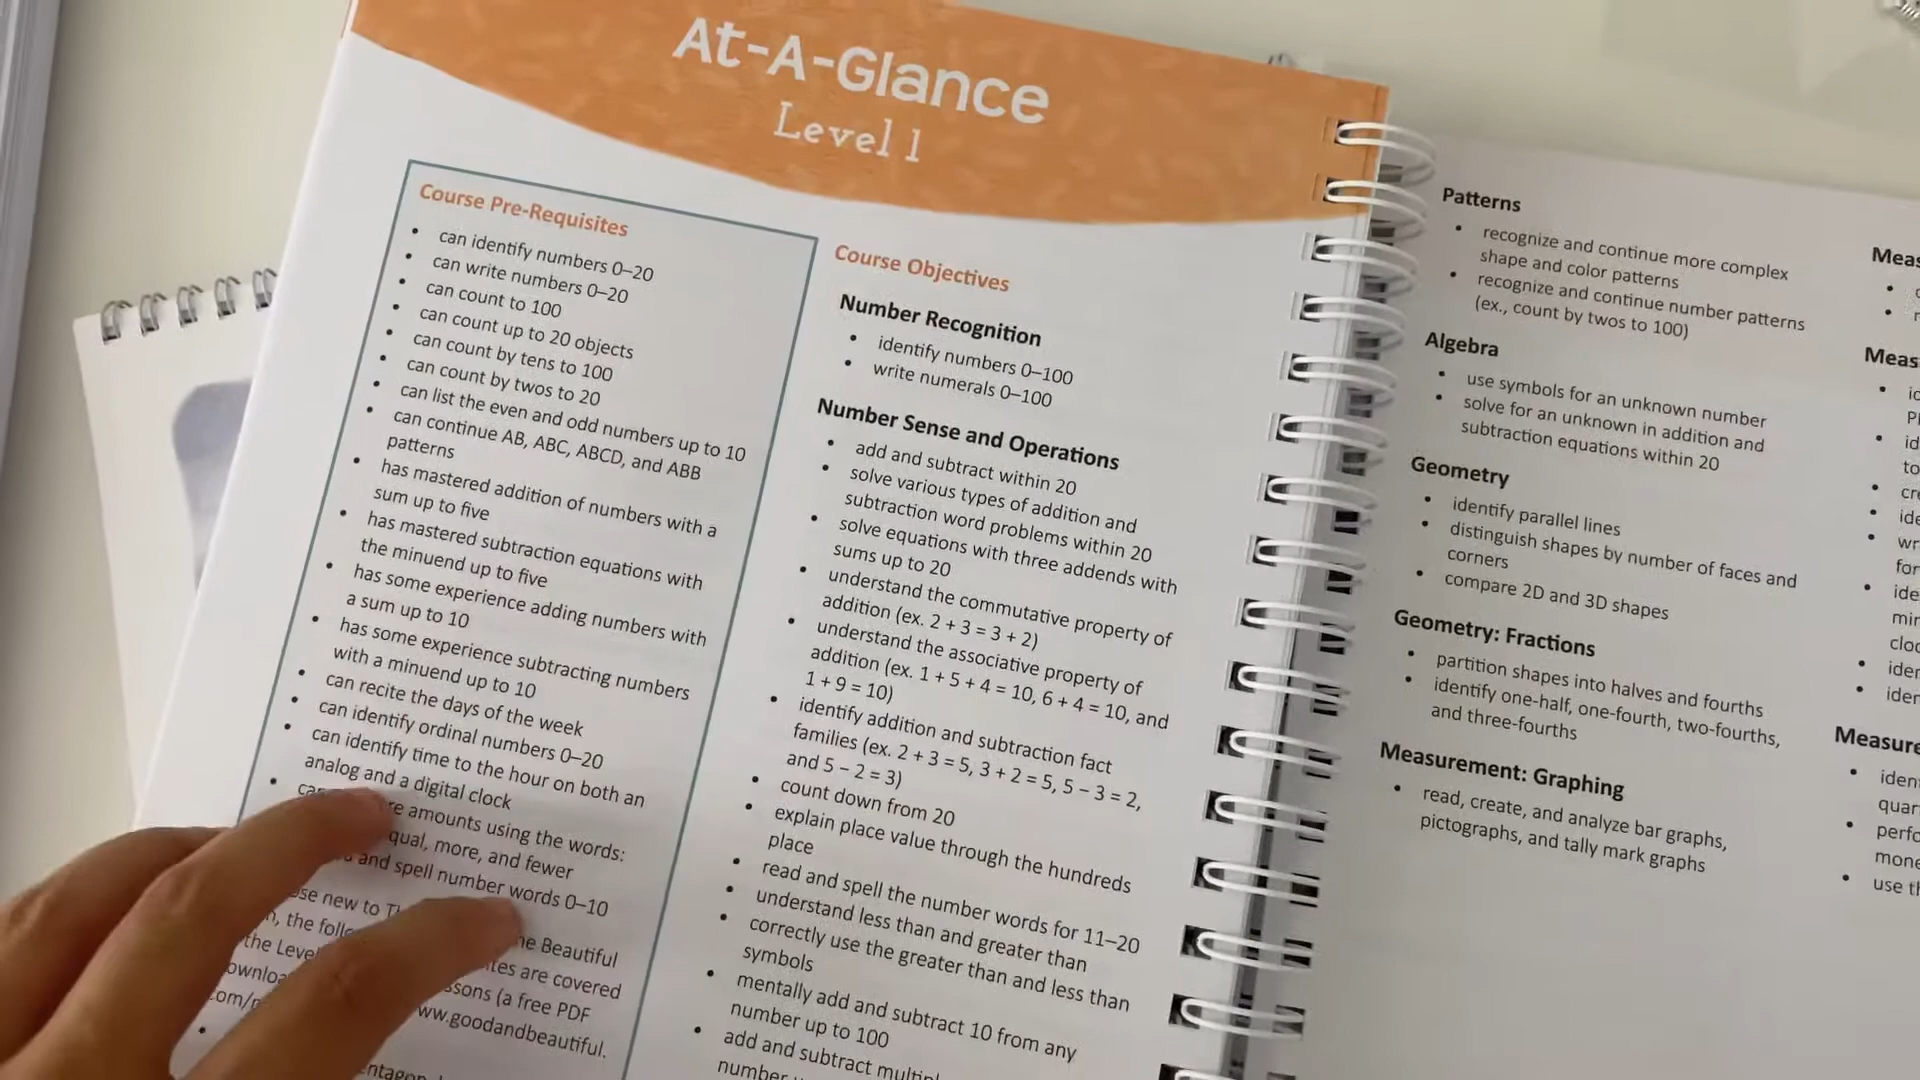 At-A-Glance
Level 1
Course Pre-Requisites
• can identify numbers 0–20
• can write numbers 0–20
• can count to 100
• can count up to 20 objects
• can count by tens to 100
• can count by twos to 20
• can list the even and odd numbers up to 10
• can continue AB, ABC, ABCD, and ABB
patterns
• has mastered addition of numbers with a
sum up to five
• has mastered subtraction equations with
the minuend up to five
• has some experience adding numbers with
a sum up to 10
• has some experience subtracting numbers
with a minuend up to 10
• can recite the days of the week
• can identify ordinal numbers 0–20
• can identify time to the hour on both an
analog and a digital clock
• amounts using the words:
more, and fewer
and spell number words 0–10
new to Beautiful
the are covered
the (a free PDF
www.goodandbeautiful.
Course Objectives
Number Recognition
• identify numbers 0–100
• write numerals 0–100
Number Sense and Operations
• add and subtract within 20
• solve various types of addition and
subtraction word problems within 20
• solve equations with three addends with
sums up to 20
• understand the commutative property of
addition (ex. 2 + 3 = 3 + 2)
• understand the associative property of
addition (ex. 1 + 5 + 4 = 10, 6 + 4 = 10, and
1 + 9 = 10)
• identify addition and subtraction fact
families (ex. 2 + 3 = 5, 3 + 2 = 5, 5 – 3 = 2,
and 5 – 2 = 3)
• count down from 20
• explain place value through the hundreds
place
• read and spell the number words for 11–20
• understand less than and greater than
• correctly use the greater than and less than
symbols
• mentally add and subtract 10 from any
number up to 100
• add and subtract
Patterns
• recognize and continue more complex
shape and color patterns
• recognize and continue number patterns
(ex., count by twos to 100)
Algebra
• use symbols for an unknown number
• solve for an unknown in addition and
subtraction equations within 20
Geometry
• identify parallel lines
• distinguish shapes by number of faces and
corners
• compare 2D and 3D shapes
Geometry: Fractions
• partition shapes into halves and fourths
• identify one-half, one-fourth, two-fourths,
and three-fourths
Measurement: Graphing
• read, create, and analyze bar graphs,
pictographs, and tally mark graphs